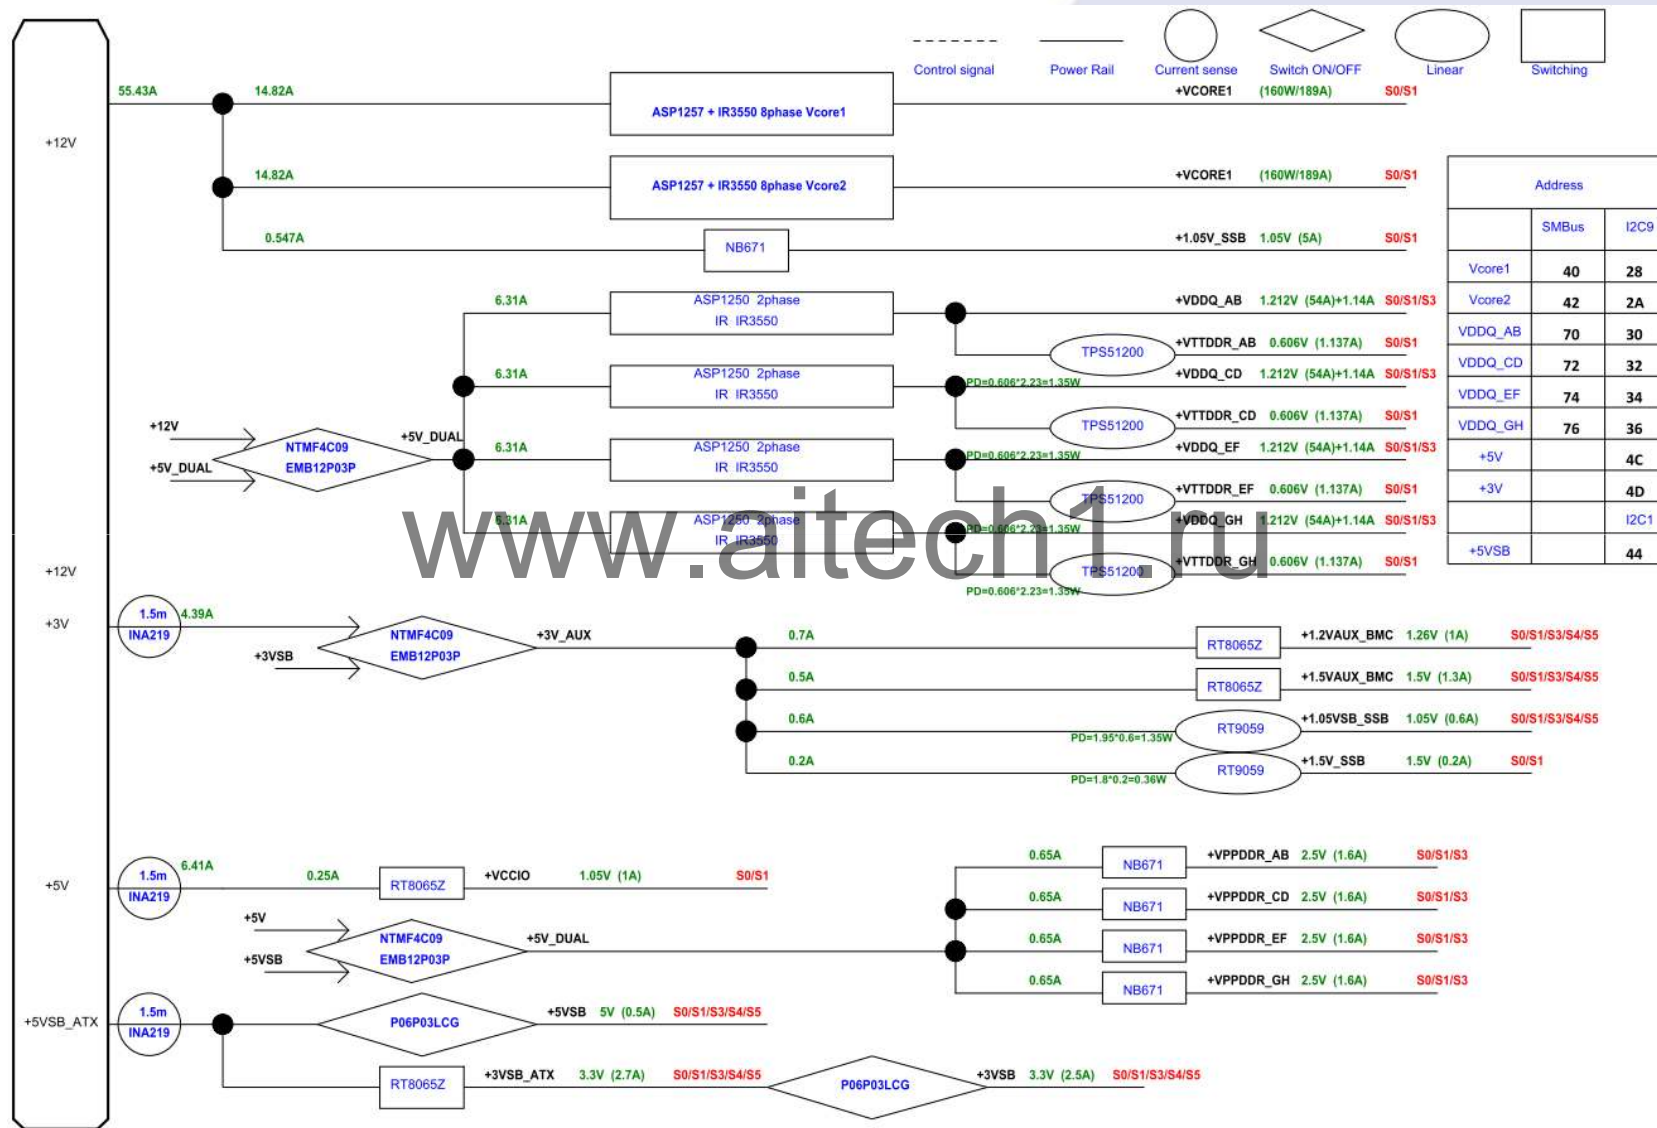 Control signal
Power Rail
Current sense
Switch ON/OFF
Linear
Switching
55.43A
14.82A
ASP1257 + IR3550 8phase Vcore1
+VCORE1 (160W/189A) S0/S1
+12V
14.82A
ASP1257 + IR3550 8phase Vcore2
+VCORE1 (160W/189A) S0/S1
0.547A
NB671
+1.05V_SSB 1.05V (5A) S0/S1
Address
SMBus I2C9
Vcore1 40 28
Vcore2 42 2A
VDDQ_AB 70 30
VDDQ_CD 72 32
VDDQ_EF 74 34
VDDQ_GH 76 36
+5V 4C
+3V 4D
I2C1
+5VSB 44
6.31A
ASP1250 2phase
IR IR3550
+VDDQ_AB 1.212V (54A)+1.14A S0/S1/S3
TPS51200
+VTTDDR_AB 0.606V (1.137A) S0/S1
PD=0.606*2.23=1.35W
6.31A
ASP1250 2phase
IR IR3550
+VDDQ_CD 1.212V (54A)+1.14A S0/S1/S3
TPS51200
+VTTDDR_CD 0.606V (1.137A) S0/S1
PD=0.606*2.23=1.35W
+12V
+5V_DUAL
NTMF4C09
EMB12P03P
+5V_DUAL
6.31A
ASP1250 2phase
IR IR3550
+VDDQ_EF 1.212V (54A)+1.14A S0/S1/S3
TPS51200
+VTTDDR_EF 0.606V (1.137A) S0/S1
PD=0.606*2.23=1.35W
6.31A
ASP1250 2phase
IR IR3550
+VDDQ_GH 1.212V (54A)+1.14A S0/S1/S3
TPS51200
+VTTDDR_GH 0.606V (1.137A) S0/S1
PD=0.606*2.23=1.35W
www.aitech1.ru
+12V
+3V
1.5m
INA219
4.39A
+3VSB
NTMF4C09
EMB12P03P
+3V_AUX
0.7A
RT8065Z
+1.2VAUX_BMC 1.26V (1A) S0/S1/S3/S4/S5
0.5A
RT8065Z
+1.5VAUX_BMC 1.5V (1.3A) S0/S1/S3/S4/S5
0.6A
PD=1.95*0.6=1.35W
RT9059
+1.05VSB_SSB 1.05V (0.6A) S0/S1/S3/S4/S5
0.2A
PD=1.8*0.2=0.36W
RT9059
+1.5V_SSB 1.5V (0.2A) S0/S1
+5V
1.5m
INA219
6.41A
0.25A
RT8065Z
+VCCIO 1.05V (1A) S0/S1
+5V
+5VSB
NTMF4C09
EMB12P03P
+5V_DUAL
0.65A
NB671
+VPPDDR_AB 2.5V (1.6A) S0/S1/S3
0.65A
NB671
+VPPDDR_CD 2.5V (1.6A) S0/S1/S3
0.65A
NB671
+VPPDDR_EF 2.5V (1.6A) S0/S1/S3
0.65A
NB671
+VPPDDR_GH 2.5V (1.6A) S0/S1/S3
+5VSB_ATX
1.5m
INA219
P06P03LCG
+5VSB 5V (0.5A) S0/S1/S3/S4/S5
RT8065Z
+3VSB_ATX 3.3V (2.7A) S0/S1/S3/S4/S5
P06P03LCG
+3VSB 3.3V (2.5A) S0/S1/S3/S4/S5